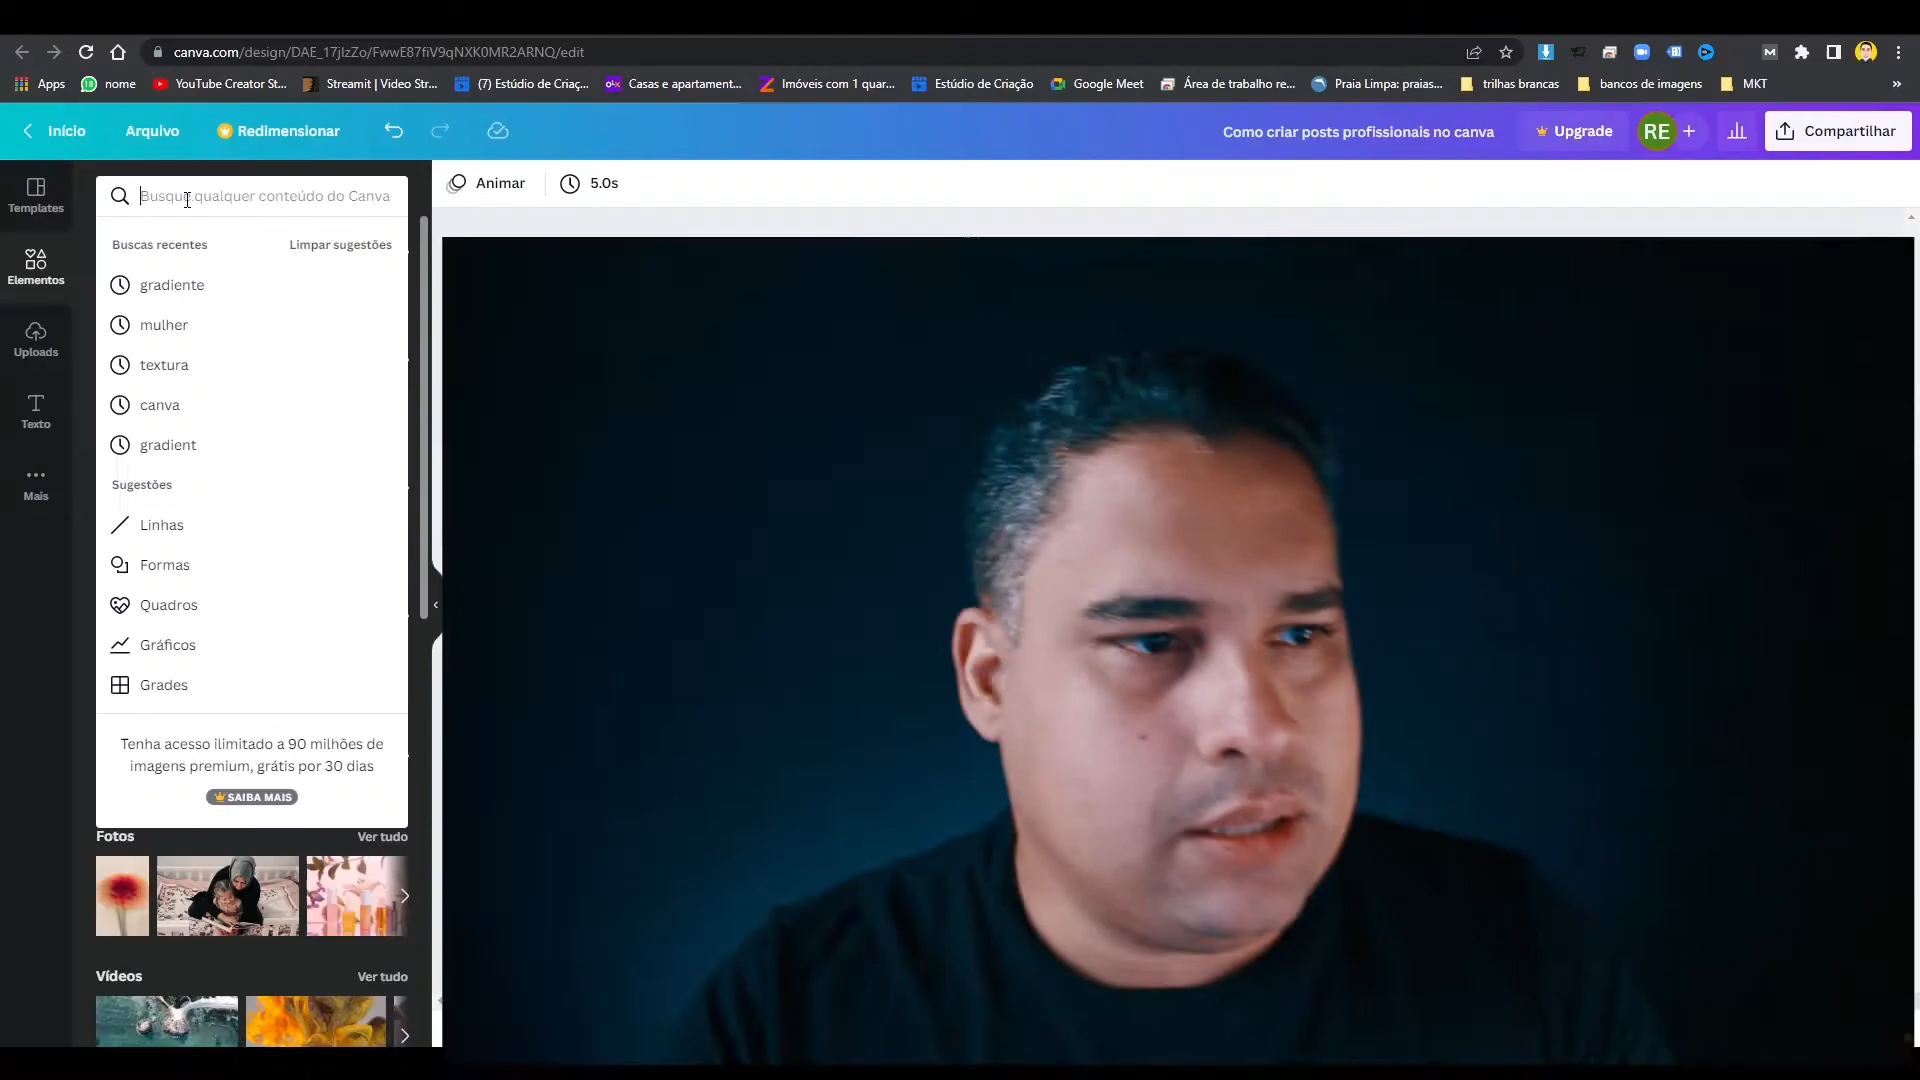 canva.com/design/DAE_17jIzZo/FwwE87fiV9qNXK0MR2ARNQ/edit
Apps
nome
YouTube Creator St...
Streamit | Video Str...
(7) Estúdio de Criaç...
Casas e apartament...
Imóveis com 1 quar...
Estúdio de Criação
Google Meet
Área de trabalho re...
Praia Limpa: praias...
trilhas brancas
bancos de imagens
MKT
»
Início
Arquivo
Redimensionar
Como criar posts profissionais no canva
Upgrade
RE
Compartilhar
Templates
Elementos
Uploads
Texto
Mais
Busque qualquer conteúdo do Canva
Buscas recentes
Limpar sugestões
gradiente
mulher
textura
canva
gradient
Sugestões
Linhas
Formas
Quadros
Gráficos
Grades
Tenha acesso ilimitado a 90 milhões de
imagens premium, grátis por 30 dias
SAIBA MAIS
Fotos
Ver tudo
Vídeos
Ver tudo
Animar
5.0s